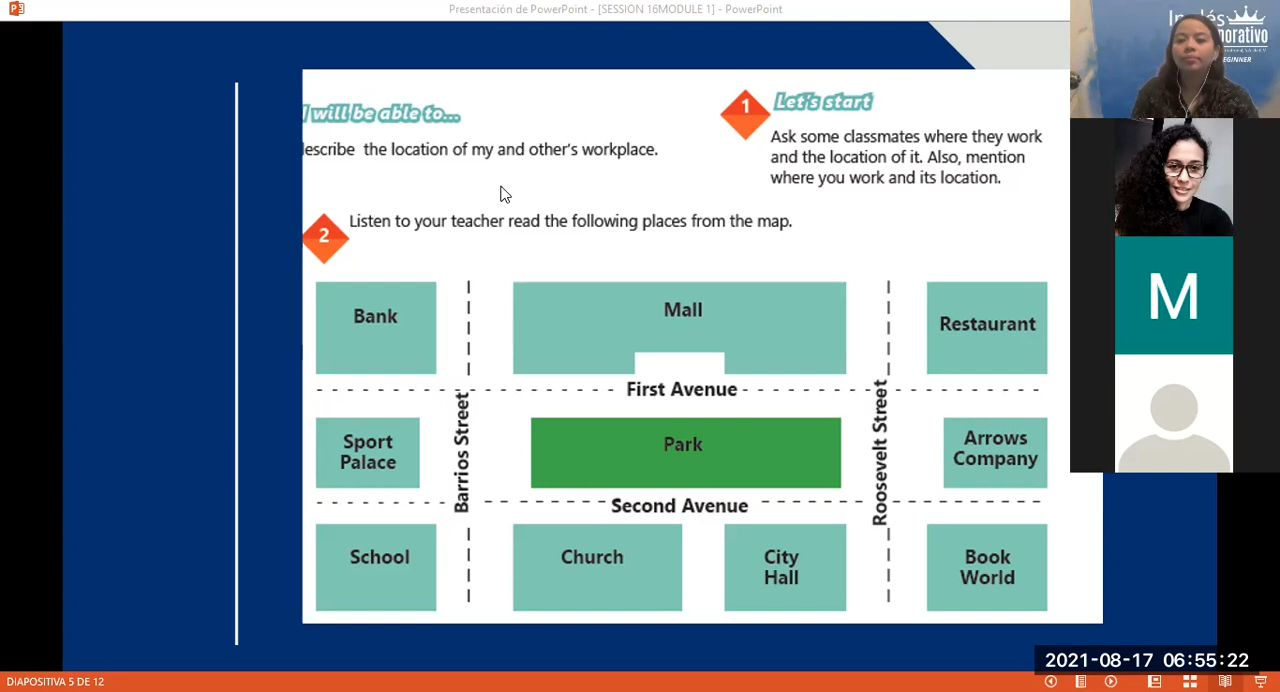 Presentación de PowerPoint - [SESSION 16MODULE 1] - PowerPoint
I will be able to...
describe the location of my and other's workplace.
1
Let's start
Ask some classmates where they work
and the location of it. Also, mention
where you work and its location.
2
Listen to your teacher read the following places from the map.
Bank
Mall
Restaurant
First Avenue
Sport
Palace
Barrios Street
Park
Roosevelt Street
Arrows
Company
Second Avenue
School
Church
City
Hall
Book
World
M
2021-08-17 06:55:22
DIAPOSITIVA 5 DE 12